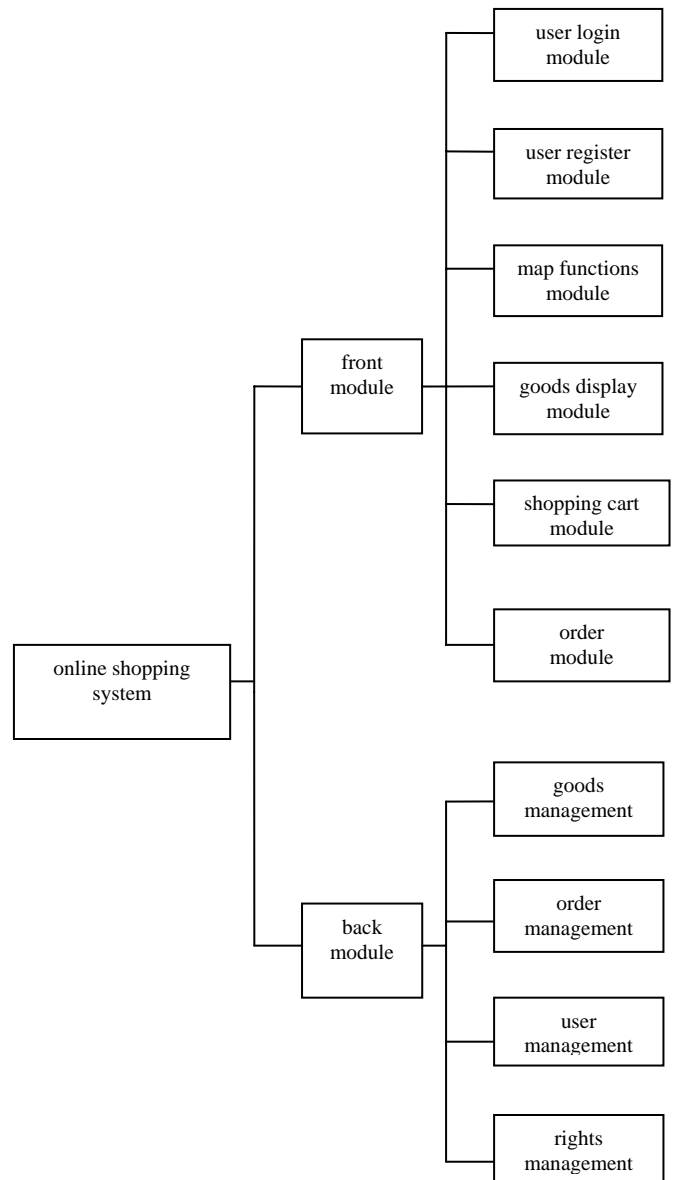 user login
module
user register
module
map functions
module
front
module
goods display
module
shopping cart
module
order
module
online shopping
system
goods
management
order
management
back
module
user
management
rights
management